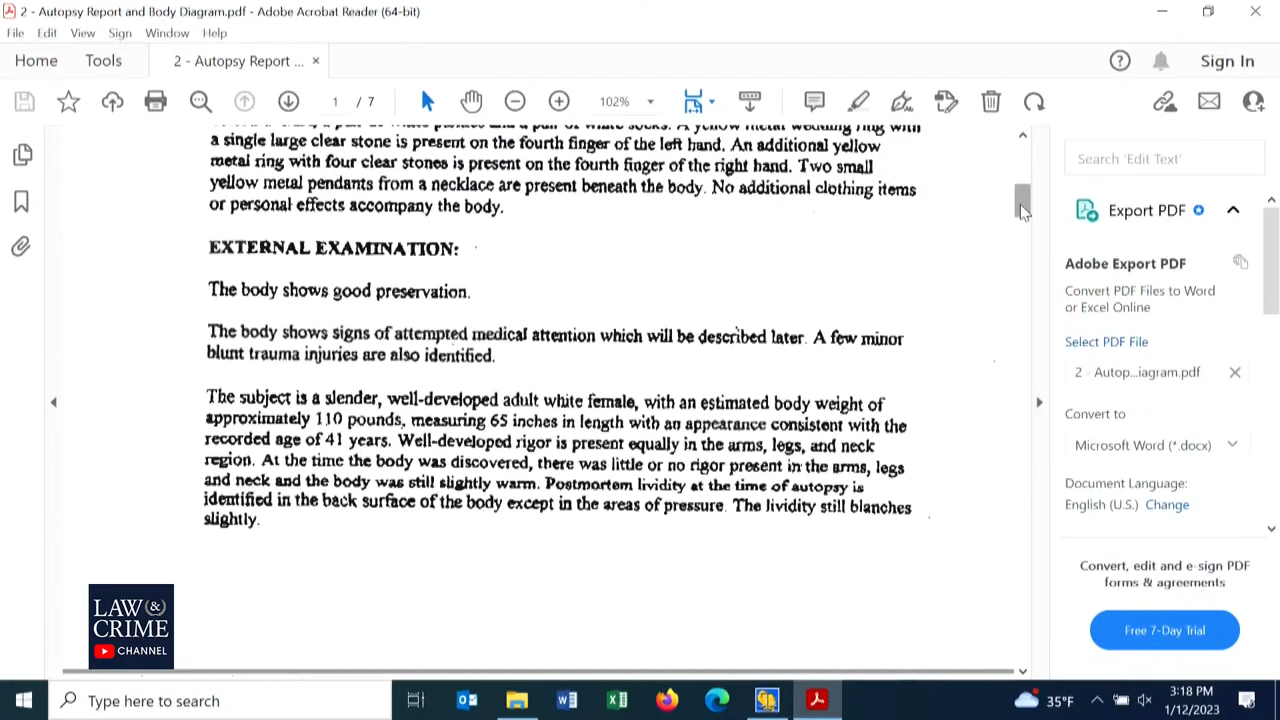 2 - Autopsy Report and Body Diagram.pdf - Adobe Acrobat Reader (64-bit)
File Edit View Sign Window Help
Home Tools 2 - Autopsy Report ... × Sign In
1 / 7 102%
a single large clear stone is present on the fourth finger of the left hand. An additional yellow
metal ring with four clear stones is present on the fourth finger of the right hand. Two small
yellow metal pendants from a necklace are present beneath the body. No additional clothing items
or personal effects accompany the body.
EXTERNAL EXAMINATION:
The body shows good preservation.
The body shows signs of attempted medical attention which will be described later. A few minor
blunt trauma injuries are also identified.
The subject is a slender, well-developed adult white female, with an estimated body weight of
approximately 110 pounds, measuring 65 inches in length with an appearance consistent with the
recorded age of 41 years. Well-developed rigor is present equally in the arms, legs, and neck
region. At the time the body was discovered, there was little or no rigor present in the arms, legs
and neck and the body was still slightly warm. Postmortem lividity at the time of autopsy is
identified in the back surface of the body except in the areas of pressure. The lividity still blanches
slightly.
Search 'Edit Text'
Export PDF
Adobe Export PDF
Convert PDF Files to Word
or Excel Online
Select PDF File
2 - Autop...iagram.pdf
Convert to
Microsoft Word (*.docx)
Document Language:
English (U.S.) Change
Convert, edit and e-sign PDF
forms & agreements
Free 7-Day Trial
LAW &
CRIME
CHANNEL
Type here to search
35°F
3:18 PM
1/12/2023